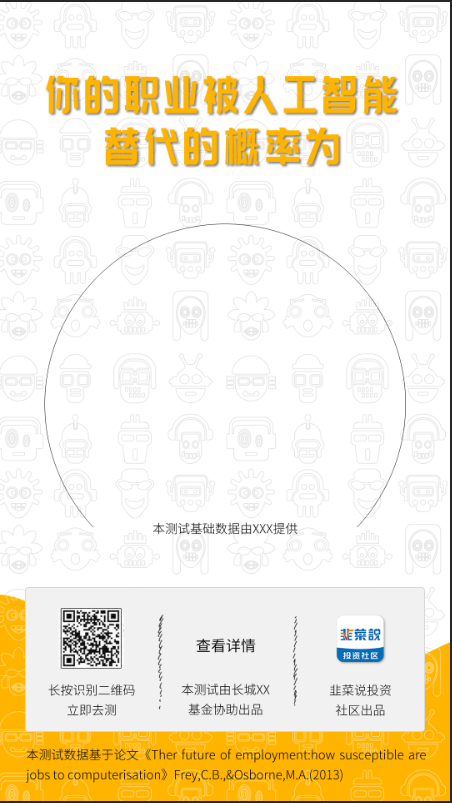 你的职业被人工智能
替代的概率为
本测试基础数据由XXX提供
长按识别二维码
立即去测
查看详情
本测试由长城XX
基金协助出品
韭菜説
投资社区
韭菜说投资
社区出品
本测试数据基于论文《Ther future of employment:how susceptible are
jobs to computerisation》Frey,C.B.,&Osborne,M.A.(2013)